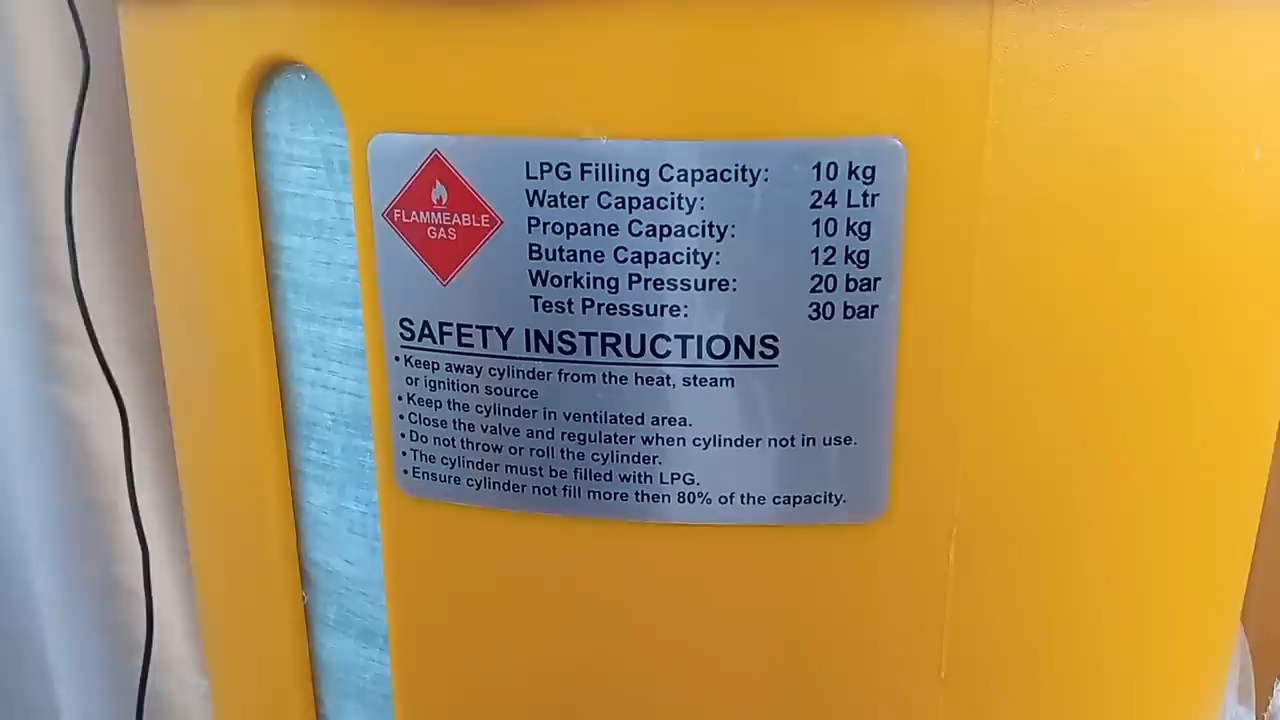 FLAMMEABLE
GAS
LPG Filling Capacity: 10 kg
Water Capacity: 24 Ltr
Propane Capacity: 10 kg
Butane Capacity: 12 kg
Working Pressure: 20 bar
Test Pressure: 30 bar
SAFETY INSTRUCTIONS
• Keep away cylinder from the heat, steam
or ignition source
• Keep the cylinder in ventilated area.
• Close the valve and regulater when cylinder not in use.
• Do not throw or roll the cylinder.
• The cylinder must be filled with LPG.
• Ensure cylinder not fill more then 80% of the capacity.